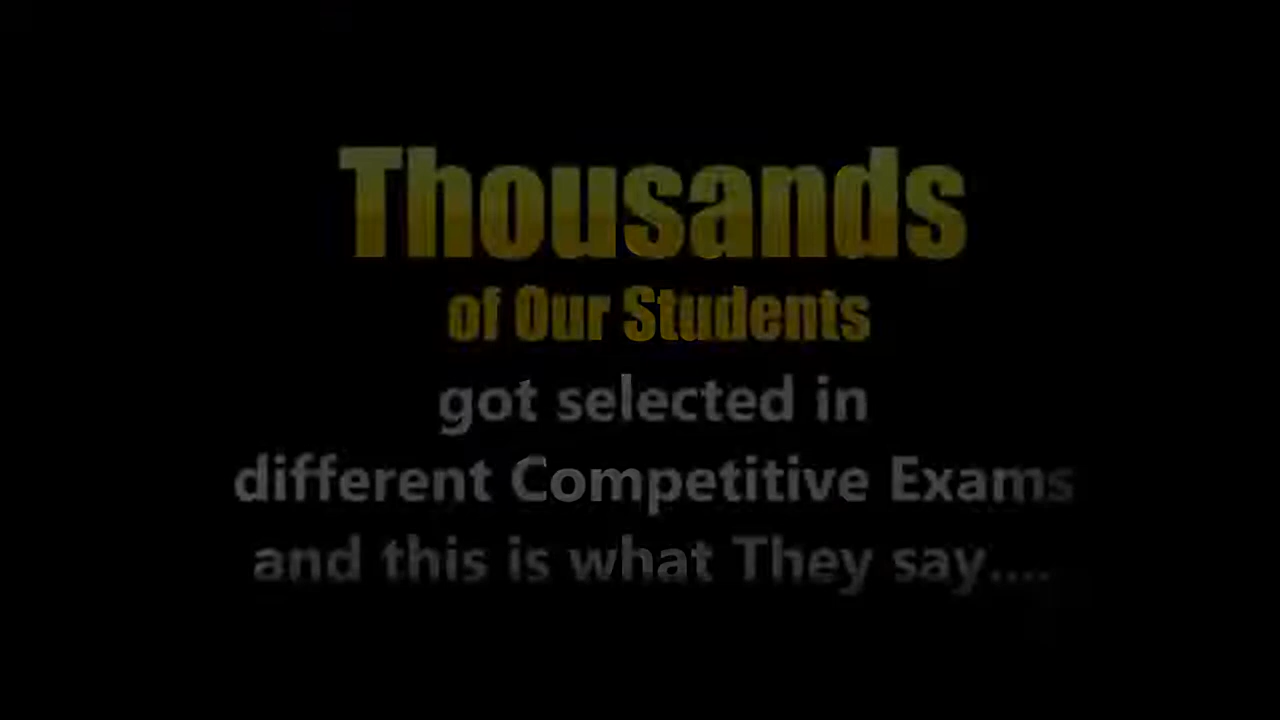 Thousands
of Our Students
got selected in
different Competitive Exams
and this is what They say....